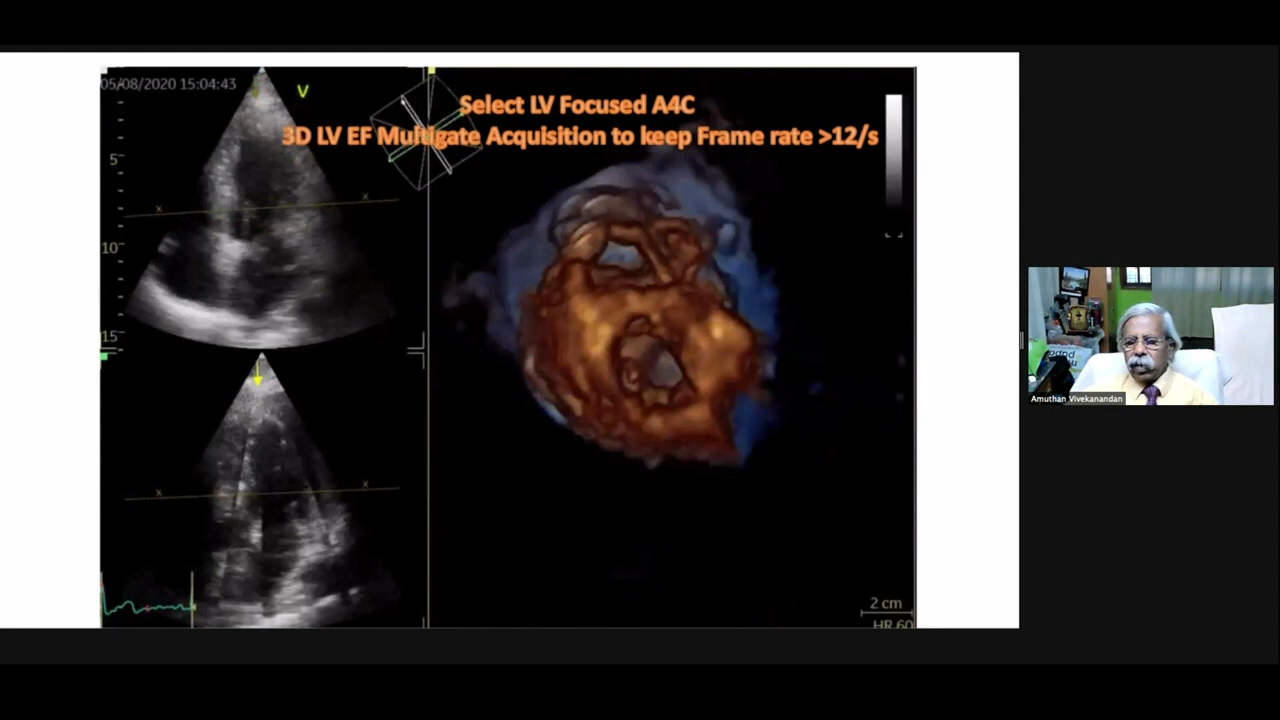 05/08/2020 15:04:43
V
Select LV Focused A4C
3D LV EF Multigate Acquisition to keep Frame rate >12/s
5
10
15
x
x
x
x
2 cm
HR 60
Amuthan Vivekanandan